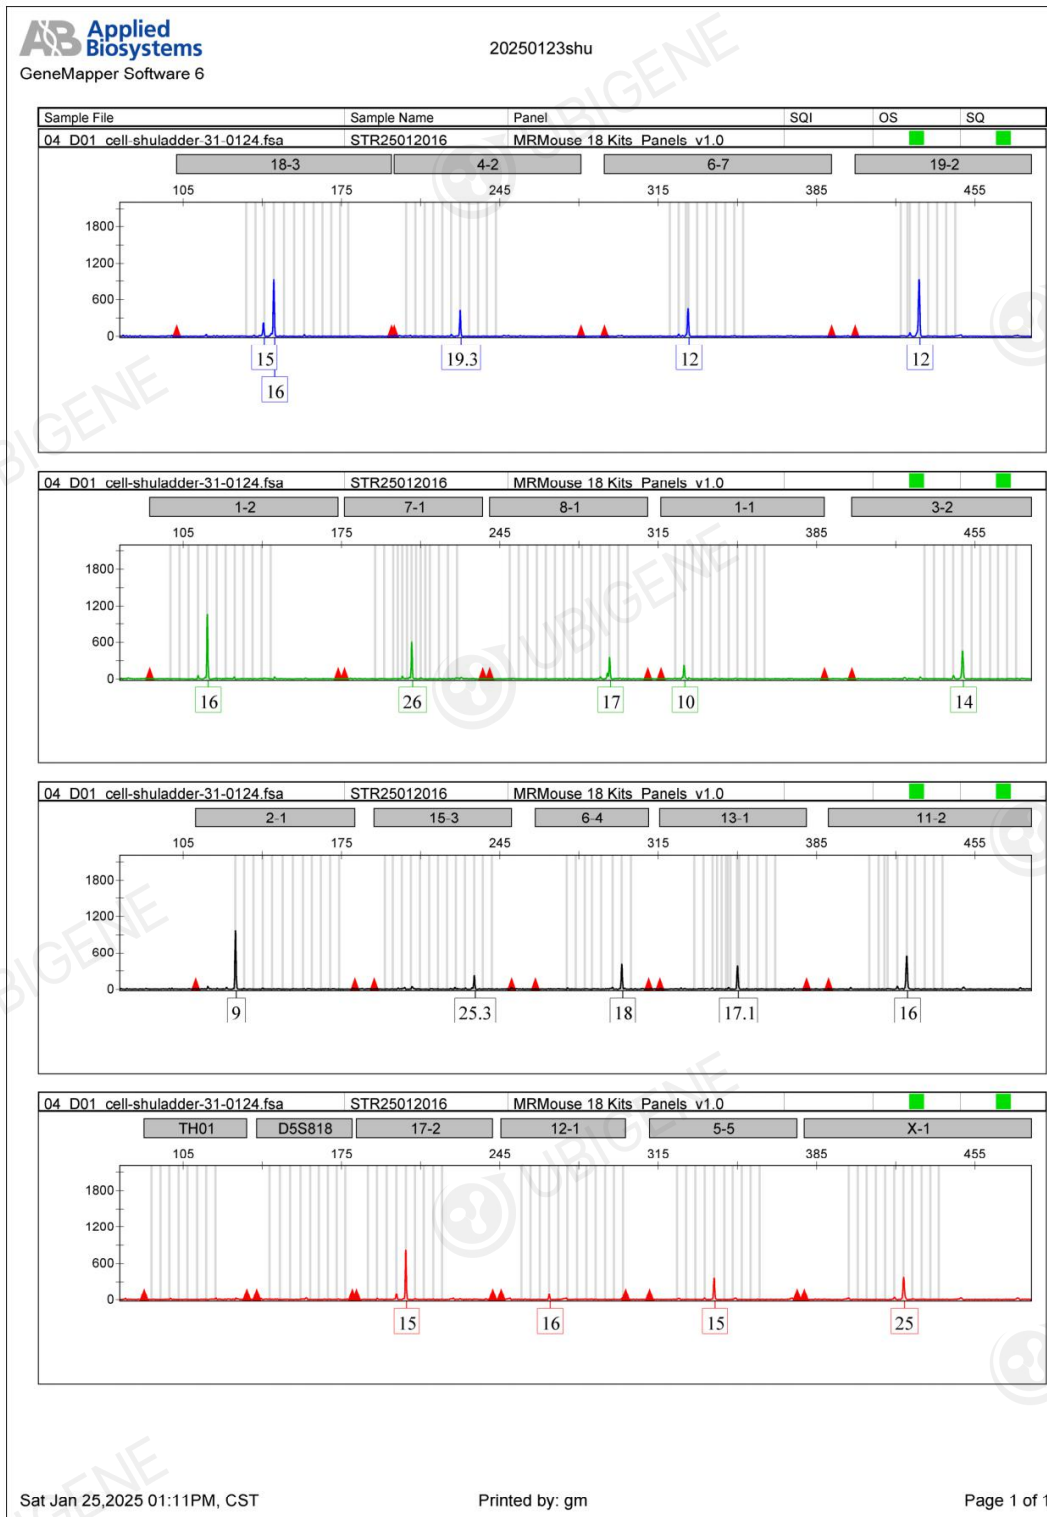 AB Applied
Biosystems
GeneMapper Software 6
20250123shu
Sample File Sample Name Panel SQI OS SQ
04_D01_cell-shuladder-31-0124.fsa STR25012016 MRMouse 18 Kits_Panels_v1.0
18-3 4-2 6-7 19-2
105 175 245 315 385 455
1800
1200
600
0
15 19.3 12 12
16
04_D01_cell-shuladder-31-0124.fsa STR25012016 MRMouse 18 Kits_Panels_v1.0
1-2 7-1 8-1 1-1 3-2
105 175 245 315 385 455
1800
1200
600
0
16 26 17 10 14
04_D01_cell-shuladder-31-0124.fsa STR25012016 MRMouse 18 Kits_Panels_v1.0
2-1 15-3 6-4 13-1 11-2
105 175 245 315 385 455
1800
1200
600
0
9 25.3 18 17.1 16
04_D01_cell-shuladder-31-0124.fsa STR25012016 MRMouse 18 Kits_Panels_v1.0
TH01 D5S818 17-2 12-1 5-5 X-1
105 175 245 315 385 455
1800
1200
600
0
15 16 15 25
Sat Jan 25,2025 01:11PM, CST Printed by: gm Page 1 of 1
UBIGENE
UBIGENE
UBIGENE